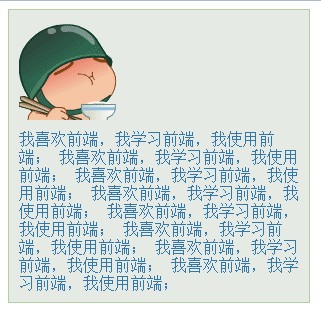 我喜欢前端，我学习前端，我使用前
端； 我喜欢前端，我学习前端，我使用
前端； 我喜欢前端，我学习前端，我使
用前端； 我喜欢前端，我学习前端，我
使用前端； 我喜欢前端，我学习前端，
我使用前端； 我喜欢前端，我学习前
端，我使用前端； 我喜欢前端，我学习
前端，我使用前端； 我喜欢前端，我学
习前端，我使用前端；